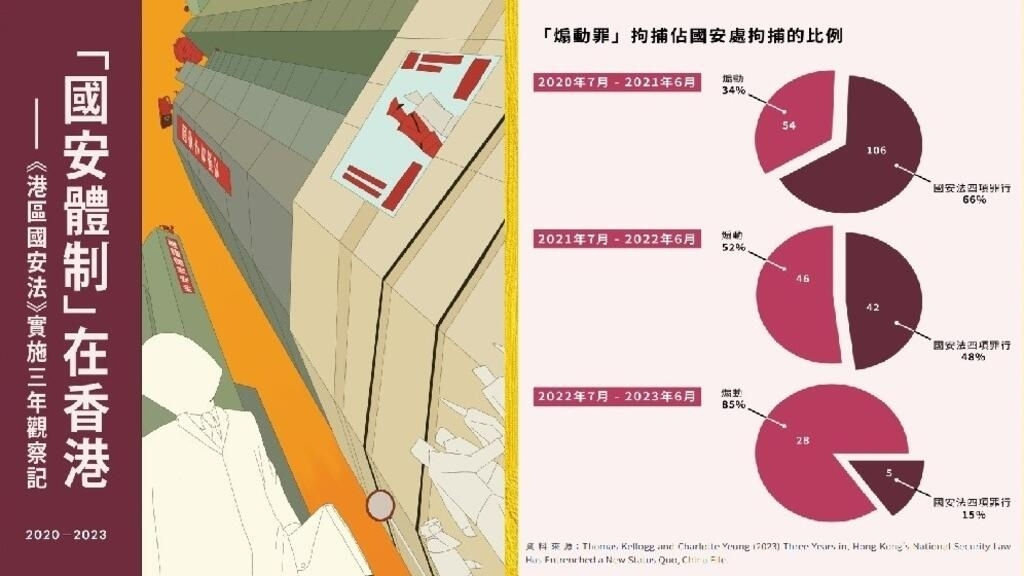 「國安體制」在香港
——《港區國安法》實施三年觀察記
2020－2023
「煽動罪」拘捕佔國安處拘捕的比例
2020年7月 - 2021年6月
煽動
34%
54
106
國安法四項罪行
66%
2021年7月 - 2022年6月
煽動
52%
46
42
國安法四項罪行
48%
2022年7月 - 2023年6月
煽動
85%
28
5
國安法四項罪行
15%
資料來源：Thomas Kellogg and Charlotte Yeung (2023) Three Years in, Hong Kong's National Security Law
Has Entrenched a New Status Quo, China File.